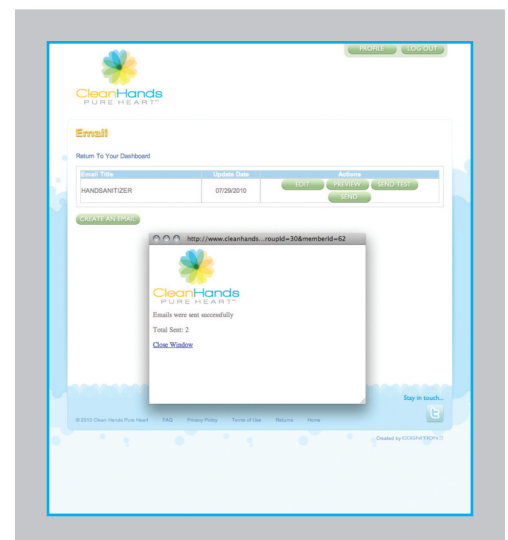 PROFILE LOG OUT
CleanHands
PURE HEART™
Email
Return To Your Dashboard
Email Title Update Date Actions
HANDSANITIZER 07/29/2010 EDIT PREVIEW SEND TEST
SEND
CREATE AN EMAIL
http://www.cleanhands...roupId=30&memberId=62
CleanHands
PURE HEART™
Emails were sent successfully
Total Sent: 2
Close Window
Stay in touch...
©2010 Clean Hands Pure Heart FAQ Privacy Policy Terms of Use Returns Home
Created by